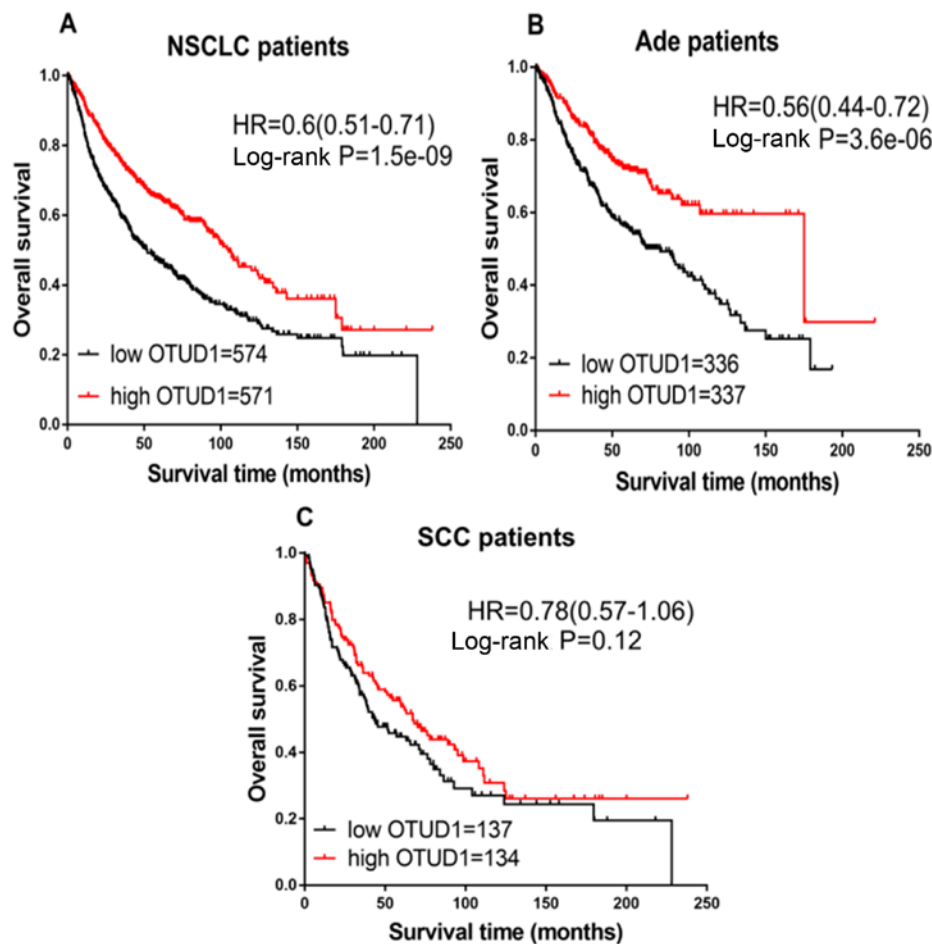 A
NSCLC patients
HR=0.6(0.51-0.71)
Log-rank P=1.5e-09
Overall survival
1.0
0.8
0.6
0.4
0.2
0.0
low OTUD1=574
high OTUD1=571
0 50 100 150 200 250
Survival time (months)
B
Ade patients
HR=0.56(0.44-0.72)
Log-rank P=3.6e-06
Overall survival
1.0
0.8
0.6
0.4
0.2
0.0
low OTUD1=336
high OTUD1=337
0 50 100 150 200 250
Survival time (months)
C
SCC patients
HR=0.78(0.57-1.06)
Log-rank P=0.12
Overall survival
1.0
0.8
0.6
0.4
0.2
0.0
low OTUD1=137
high OTUD1=134
0 50 100 150 200 250
Survival time (months)